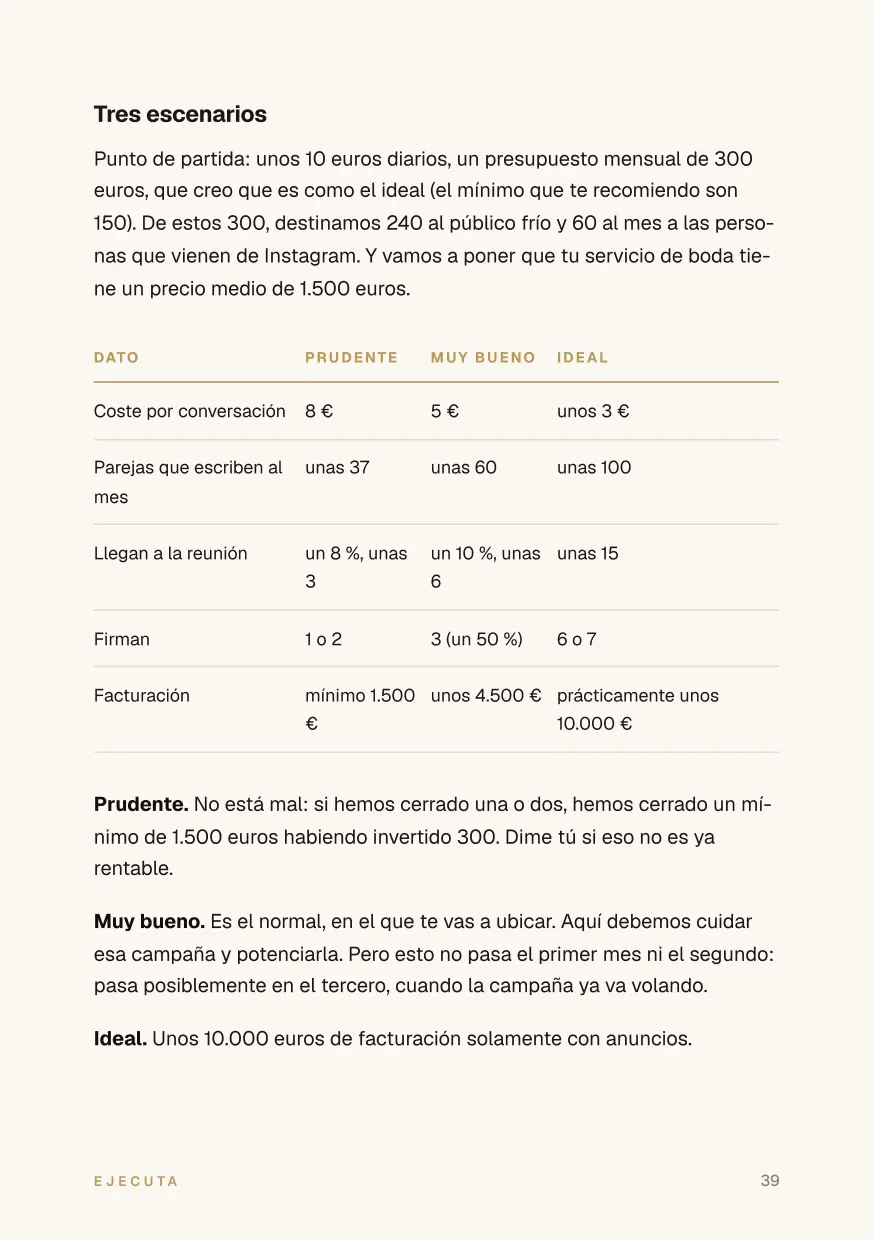 Tres escenarios
Punto de partida: unos 10 euros diarios, un presupuesto mensual de 300
euros, que creo que es como el ideal (el mínimo que te recomiendo son
150). De estos 300, destinamos 240 al público frío y 60 al mes a las perso-
nas que vienen de Instagram. Y vamos a poner que tu servicio de boda tie-
ne un precio medio de 1.500 euros.
DATO PRUDENTE MUY BUENO IDEAL
Coste por conversación 8 € 5 € unos 3 €
Parejas que escriben al unas 37 unas 60 unas 100
mes
Llegan a la reunión un 8 %, unas un 10 %, unas unas 15
3 6
Firman 1 o 2 3 (un 50 %) 6 o 7
Facturación mínimo 1.500 unos 4.500 € prácticamente unos
€ 10.000 €
Prudente. No está mal: si hemos cerrado una o dos, hemos cerrado un mí-
nimo de 1.500 euros habiendo invertido 300. Dime tú si eso no es ya
rentable.
Muy bueno. Es el normal, en el que te vas a ubicar. Aquí debemos cuidar
esa campaña y potenciarla. Pero esto no pasa el primer mes ni el segundo:
pasa posiblemente en el tercero, cuando la campaña ya va volando.
Ideal. Unos 10.000 euros de facturación solamente con anuncios.
EJECUTA 39